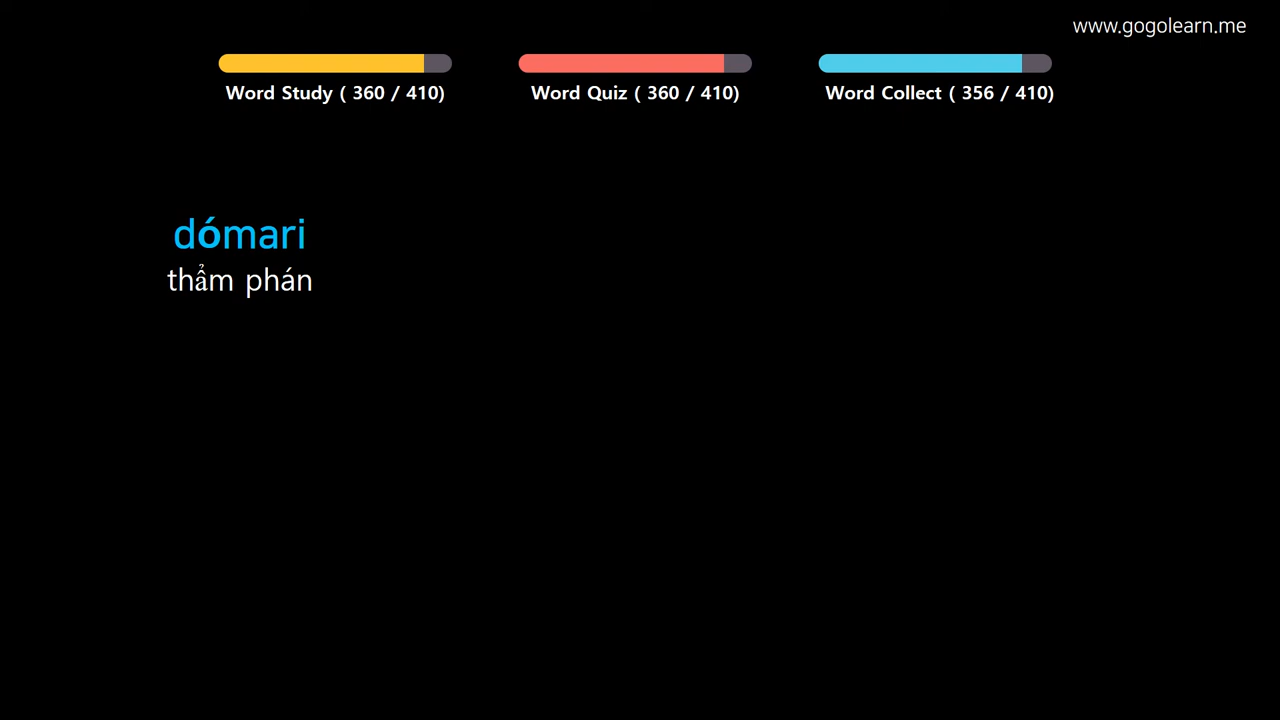 www.gogolearn.me
Word Study ( 360 / 410)
Word Quiz ( 360 / 410)
Word Collect ( 356 / 410)
dómari
thẩm phán